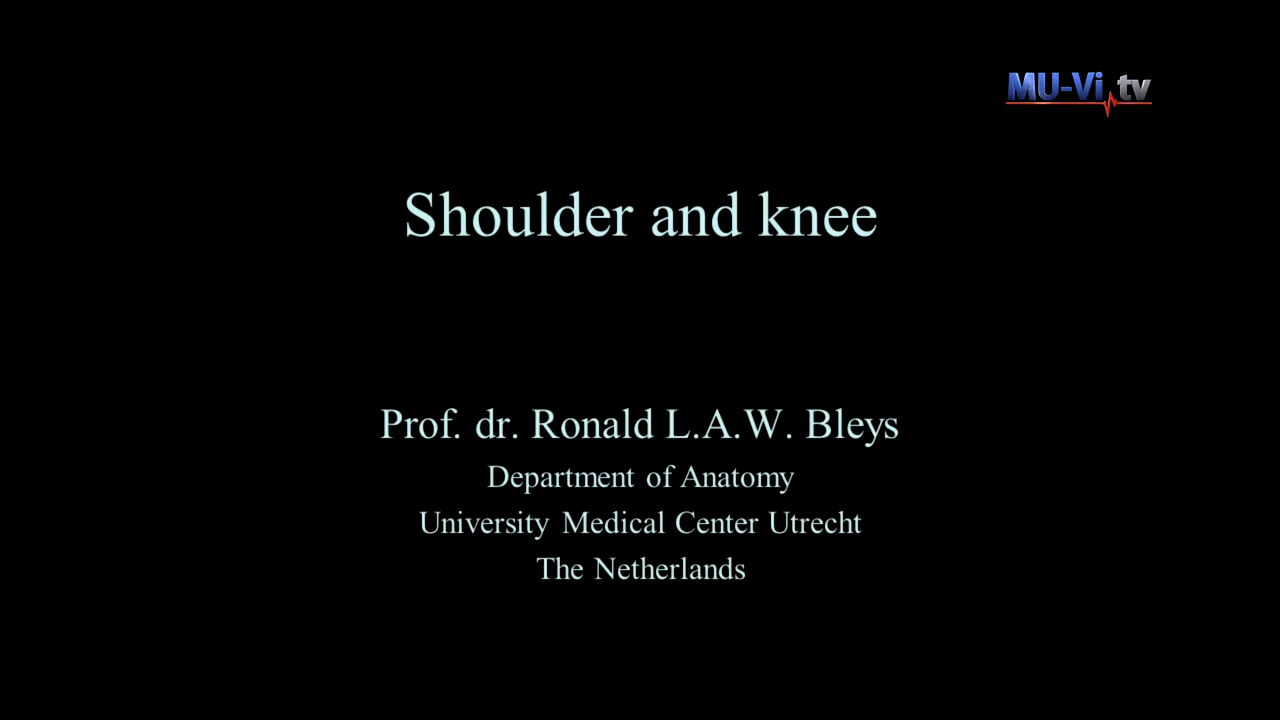 MU-Vi tv
Shoulder and knee
Prof. dr. Ronald L.A.W. Bleys
Department of Anatomy
University Medical Center Utrecht
The Netherlands